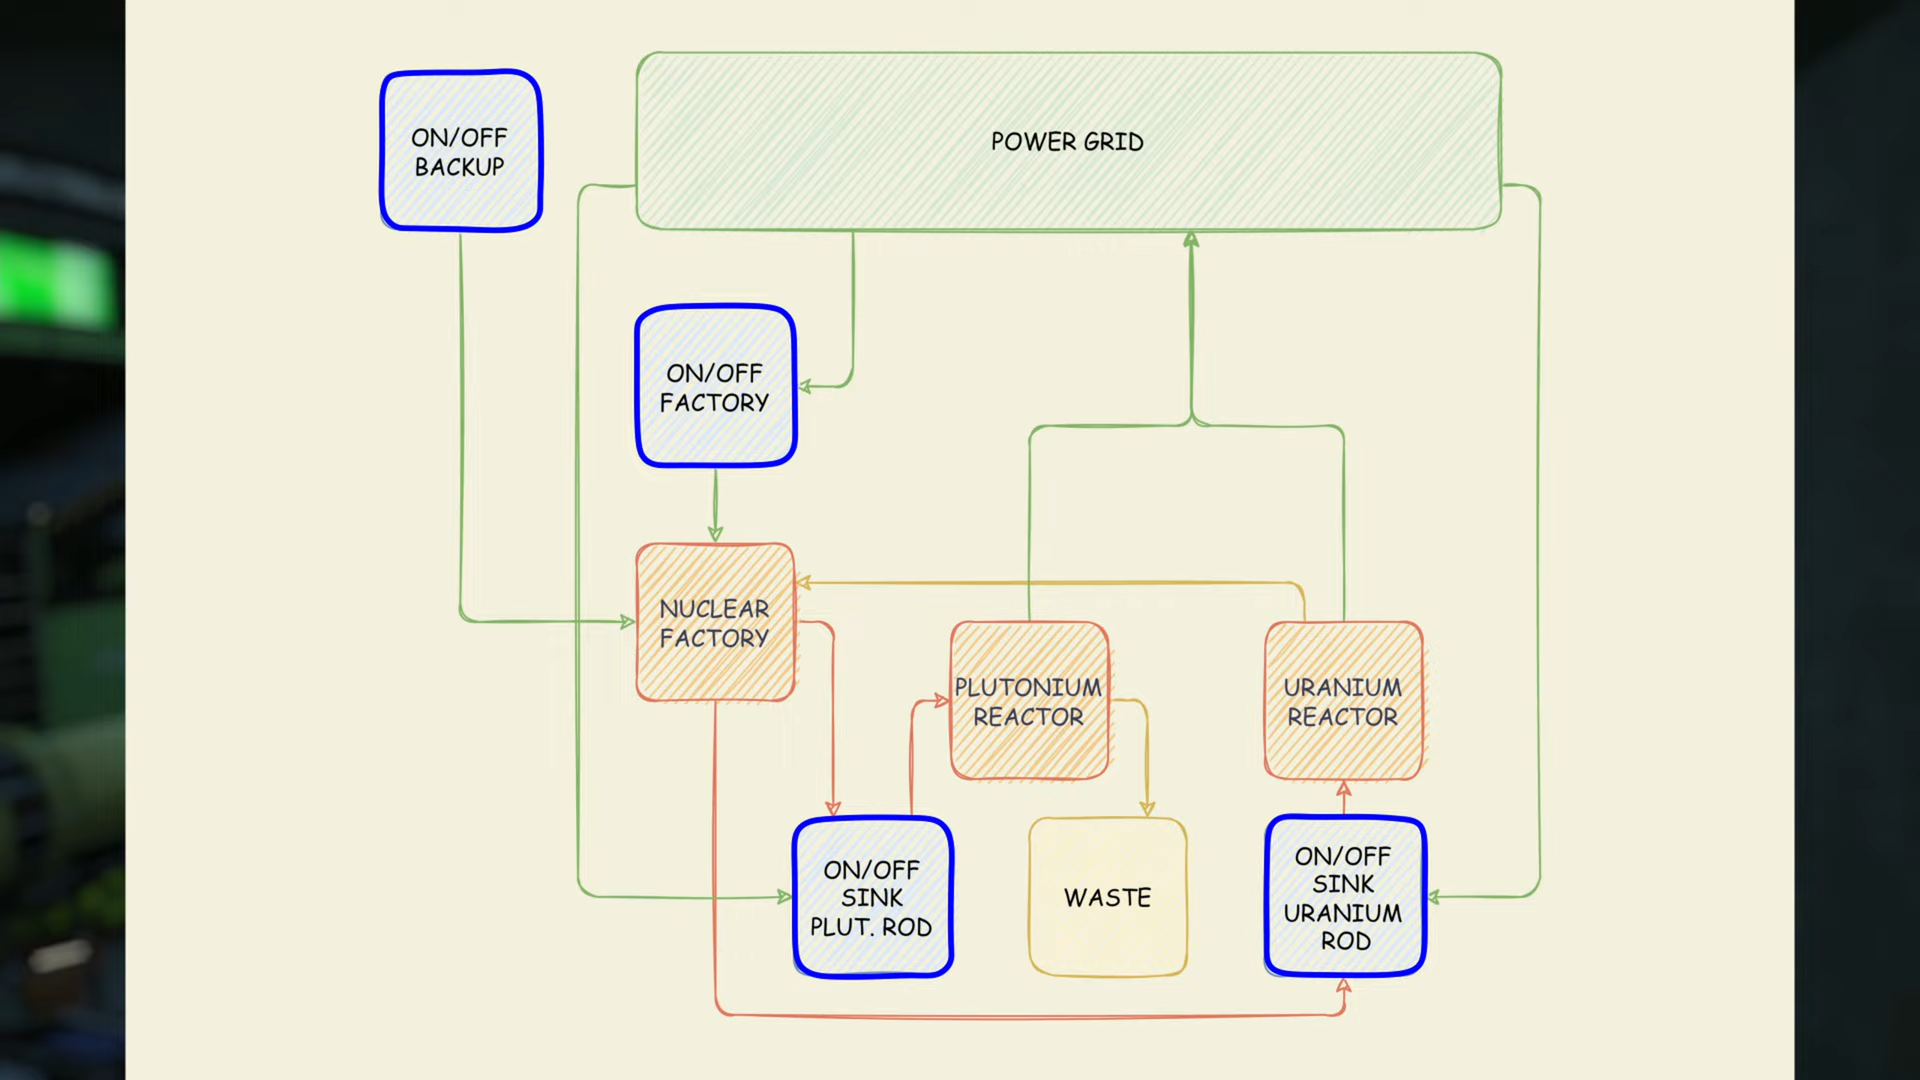 ON/OFF
BACKUP
POWER GRID
ON/OFF
FACTORY
NUCLEAR
FACTORY
PLUTONIUM
REACTOR
URANIUM
REACTOR
ON/OFF
SINK
PLUT. ROD
WASTE
ON/OFF
SINK
URANIUM
ROD